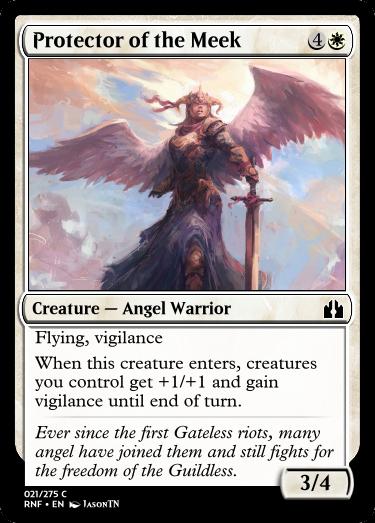 Protector of the Meek 4
Creature — Angel Warrior
Flying, vigilance
When this creature enters, creatures
you control get +1/+1 and gain
vigilance until end of turn.
Ever since the first Gateless riots, many
angel have joined them and still fights for
the freedom of the Guildless.
3/4
021/275 C
RNF • EN JASONTN